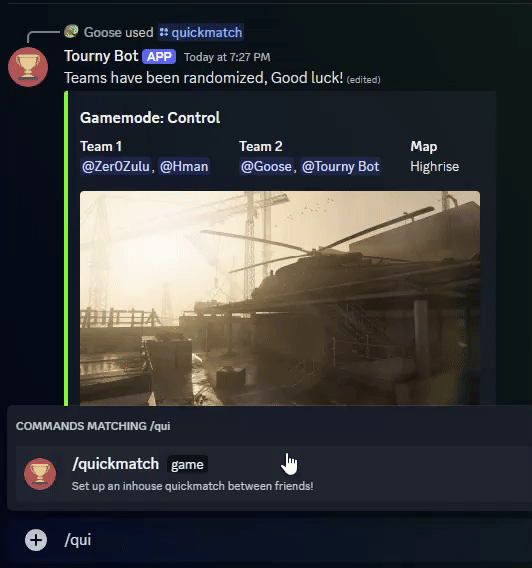 Goose used quickmatch
Tourny Bot APP Today at 7:27 PM
Teams have been randomized, Good luck! (edited)
Gamemode: Control
Team 1 Team 2 Map
@Zer0Zulu, @Hman @Goose, @Tourny Bot Highrise
COMMANDS MATCHING /qui
/quickmatch game
Set up an inhouse quickmatch between friends!
/qui